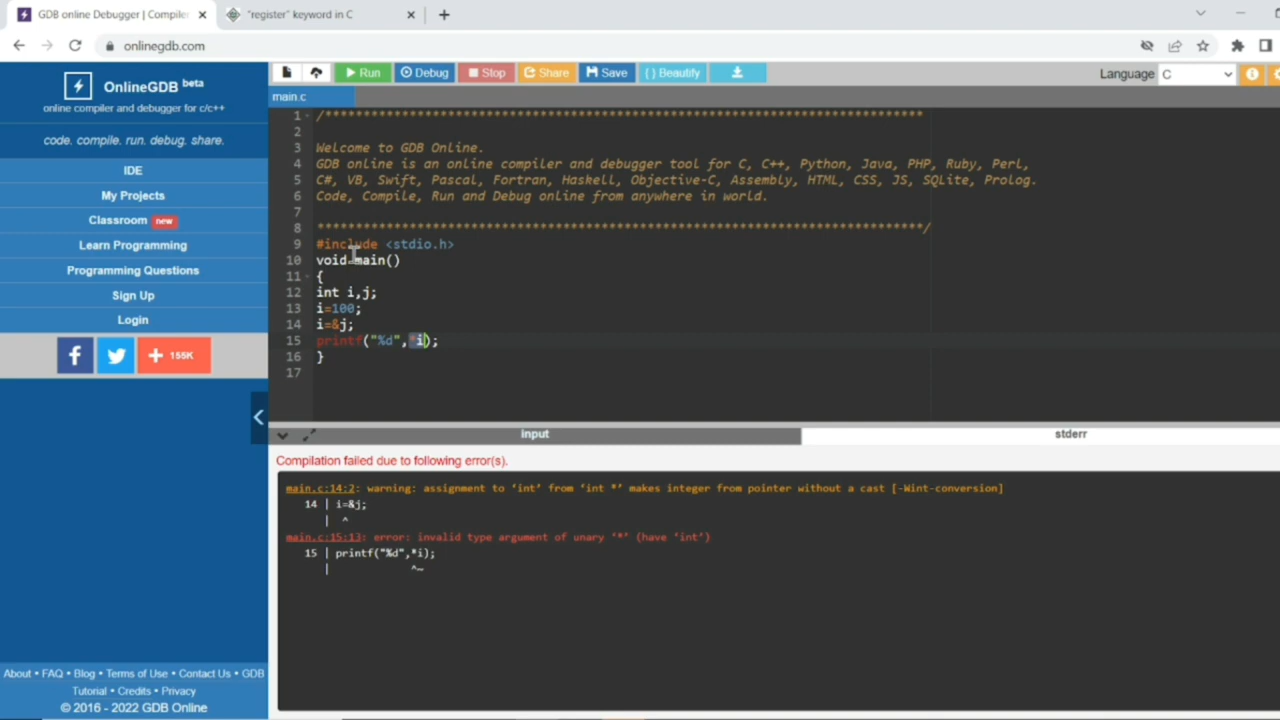 GDB online Debugger | Compiler
"register" keyword in C
onlinegdb.com
OnlineGDB beta
online compiler and debugger for c/c++
code. compile. run. debug. share.
IDE
My Projects
Classroom new
Learn Programming
Programming Questions
Sign Up
Login
f + 155K
About • FAQ • Blog • Terms of Use • Contact Us • GDB
Tutorial • Credits • Privacy
© 2016 - 2022 GDB Online
Run Debug Stop Share Save { } Beautify
Language C
main.c
1 /******************************************************************************
2
3 Welcome to GDB Online.
4 GDB online is an online compiler and debugger tool for C, C++, Python, Java, PHP, Ruby, Perl,
5 C#, VB, Swift, Pascal, Fortran, Haskell, Objective-C, Assembly, HTML, CSS, JS, SQLite, Prolog.
6 Code, Compile, Run and Debug online from anywhere in world.
7
8 *******************************************************************************/
9 #include <stdio.h>
10 void main()
11 {
12 int i,j;
13 i=100;
14 i=&j;
15 printf("%d",*i);
16 }
17
input
stderr
Compilation failed due to following error(s).
main.c:14:2: warning: assignment to ‘int’ from ‘int *’ makes integer from pointer without a cast [-Wint-conversion]
14 | i=&j;
| ^
main.c:15:13: error: invalid type argument of unary ‘*’ (have ‘int’)
15 | printf("%d",*i);
| ^~